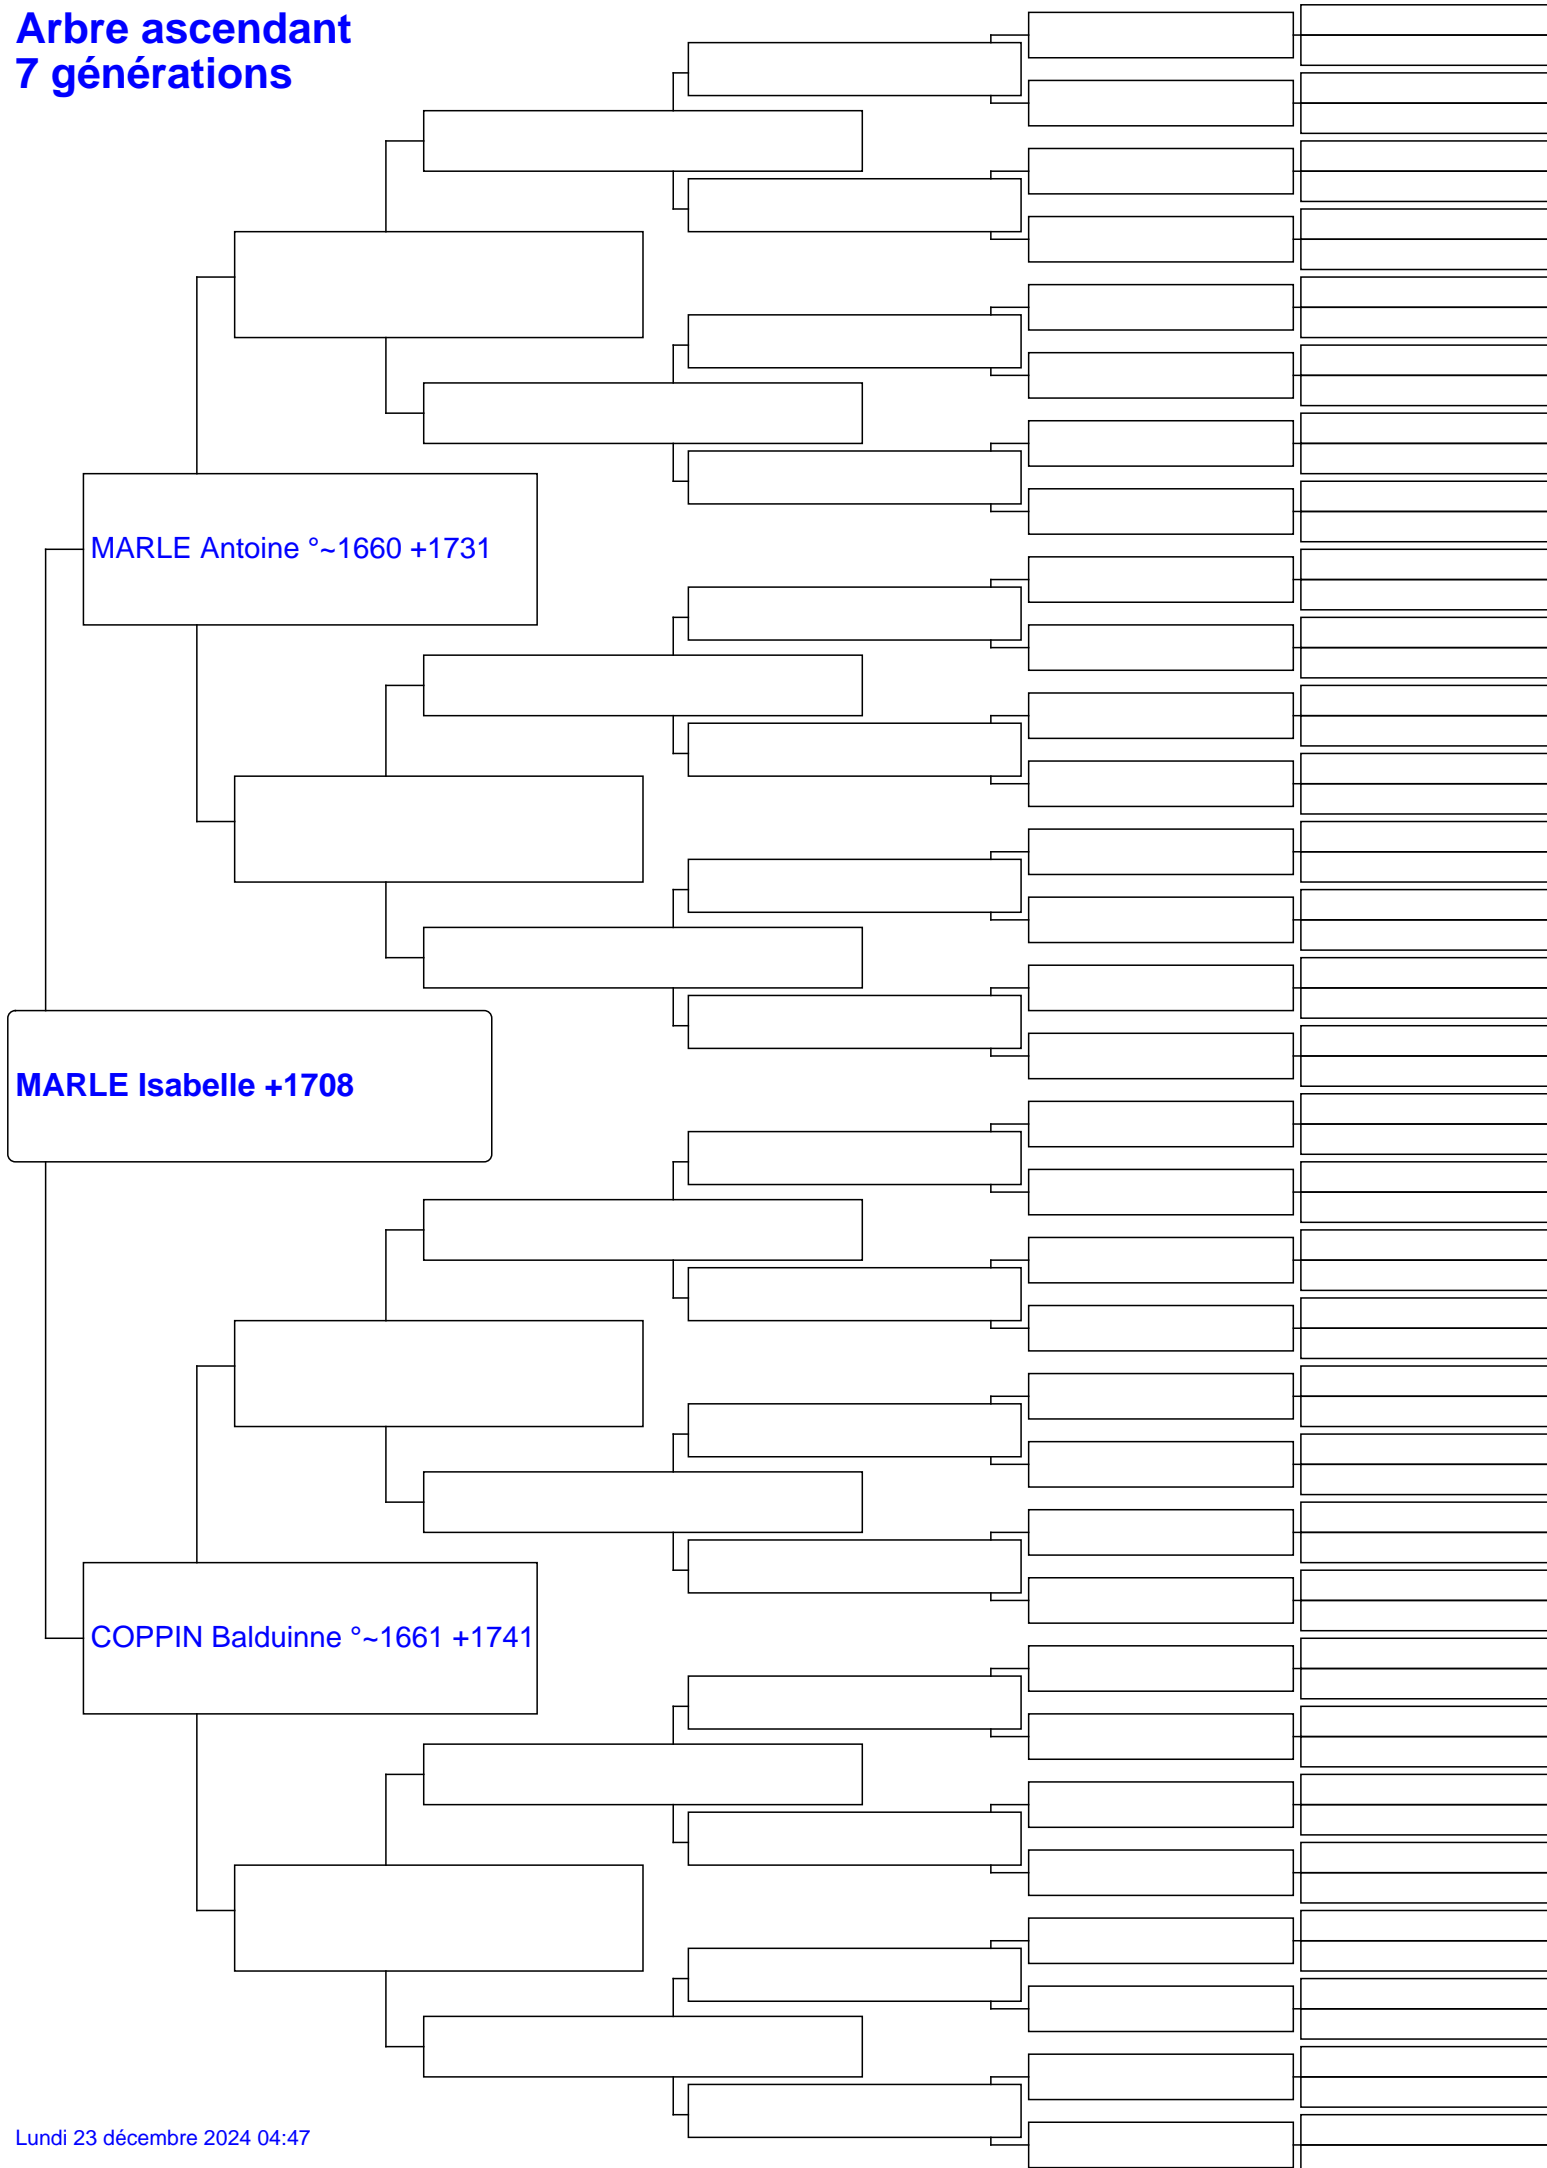 Arbre ascendant
7 générations
MARLE Antoine °~1660 +1731
MARLE Isabelle +1708
COPPIN Balduinne °~1661 +1741
Lundi 23 décembre 2024 04:47